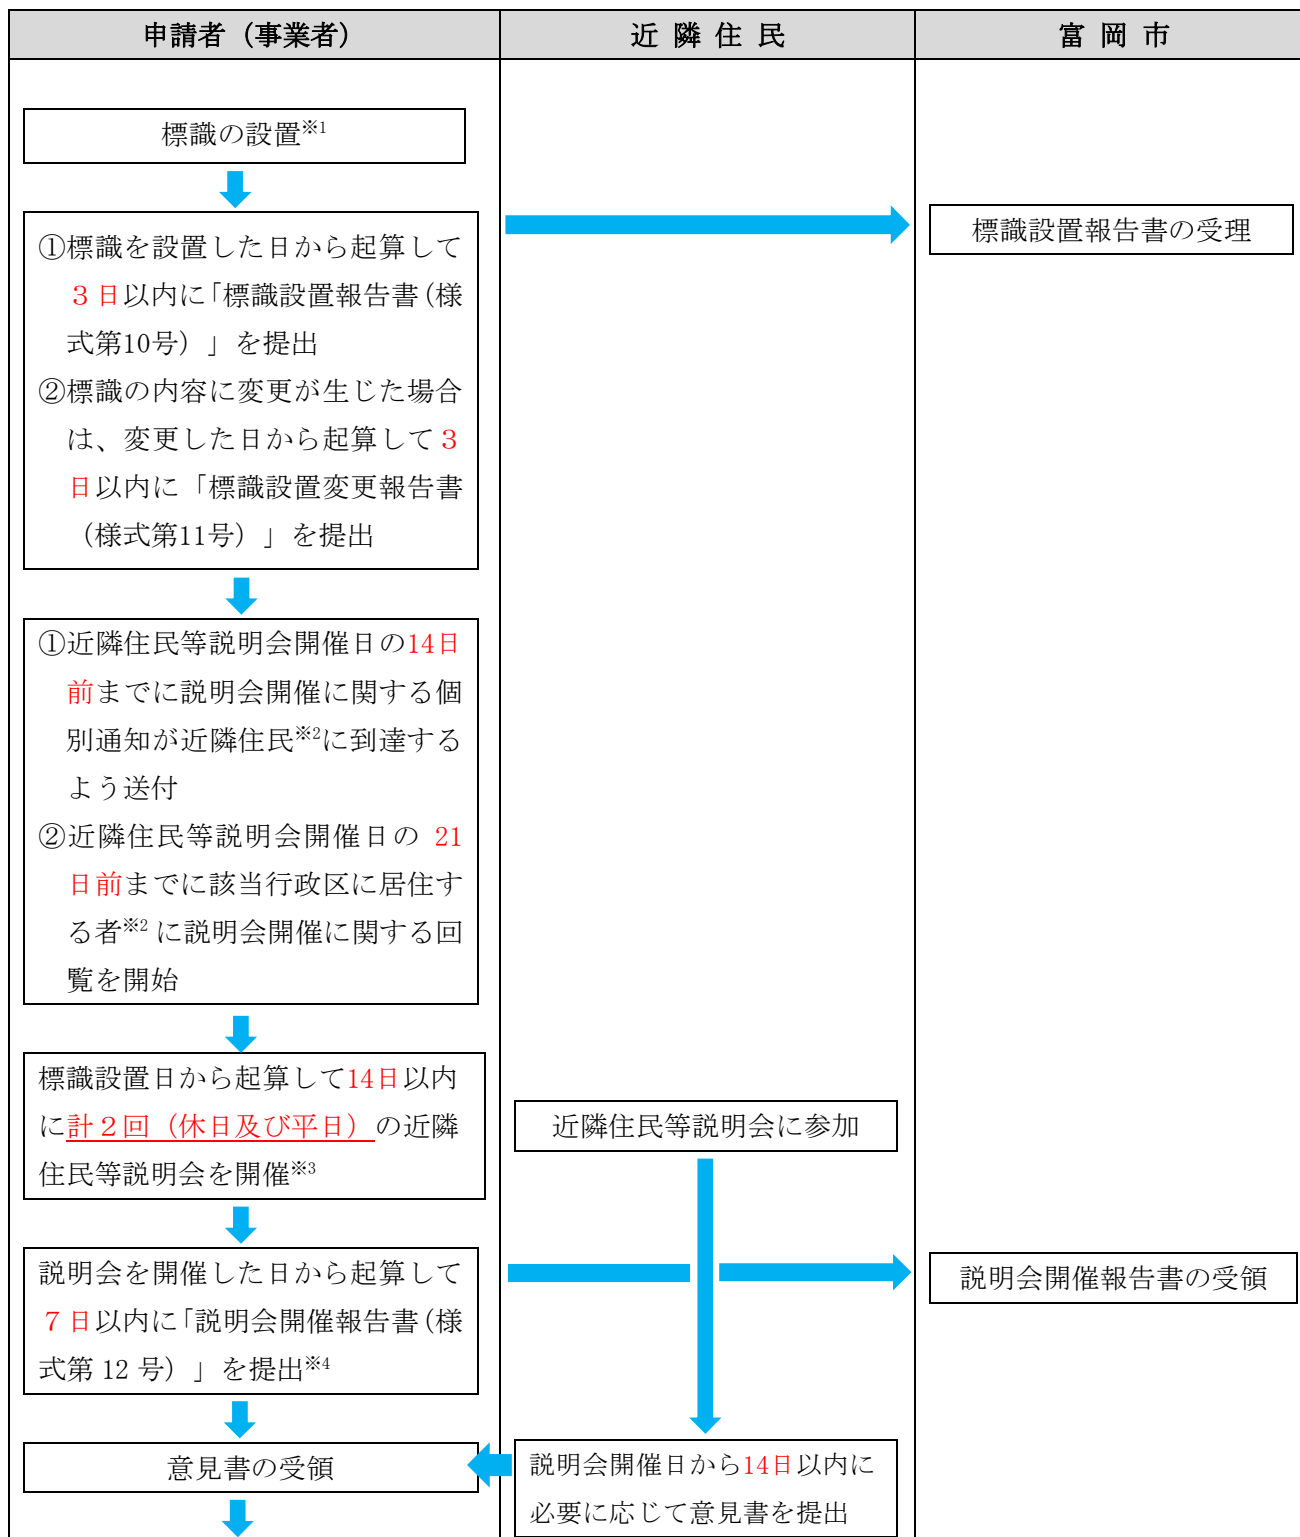 申請者（事業者）
近 隣 住 民
富 岡 市
標識の設置※1
①標識を設置した日から起算して
３日以内に「標識設置報告書（様
式第10号）」を提出
②標識の内容に変更が生じた場合
は、変更した日から起算して３
日以内に「標識設置変更報告書
（様式第11号）」を提出
標識設置報告書の受理
①近隣住民等説明会開催日の14日
前までに説明会開催に関する個
別通知が近隣住民※2に到達する
よう送付
②近隣住民等説明会開催日の 21
日前までに該当行政区に居住す
る者※2 に説明会開催に関する回
覧を開始
標識設置日から起算して14日以内
に計２回（休日及び平日）の近隣
住民等説明会を開催※3
近隣住民等説明会に参加
説明会を開催した日から起算して
７日以内に「説明会開催報告書（様
式第 12 号）」を提出※4
説明会開催報告書の受領
意見書の受領
説明会開催日から14日以内に
必要に応じて意見書を提出